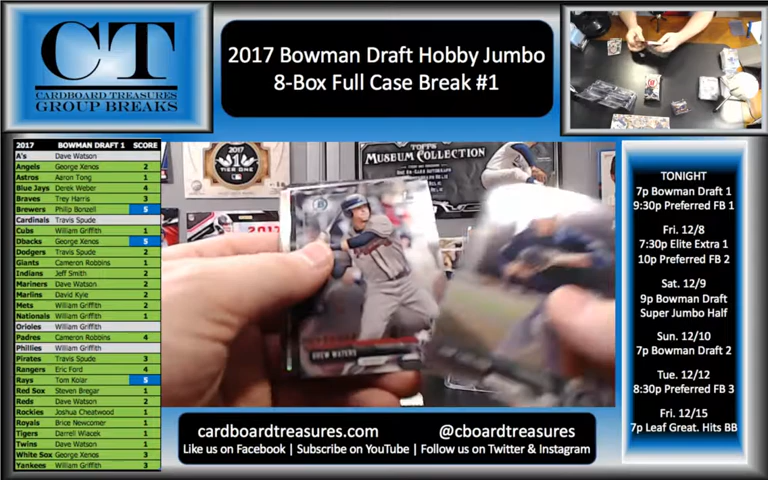 CT
CARDBOARD TREASURES
GROUP BREAKS
2017 Bowman Draft Hobby Jumbo
8-Box Full Case Break #1
2017 BOWMAN DRAFT 1 SCORE
A's Dave Watson
Angels George Xenos 2
Astros Aaron Tong 1
Blue Jays Derek Weber 4
Braves Trey Harris 3
Brewers Philip Bonzell 5
Cardinals Travis Spude
Cubs William Griffith 1
Dbacks George Xenos 5
Dodgers Travis Spude 2
Giants Cameron Robbins 1
Indians Jeff Smith 2
Mariners Dave Watson 2
Marlins David Kyle 2
Mets William Griffith 2
Nationals William Griffith 1
Orioles William Griffith
Padres Cameron Robbins 4
Phillies William Griffith
Pirates Travis Spude 3
Rangers Eric Ford 4
Rays Tom Kolar 5
Red Sox Steven Bregar 1
Reds Dave Watson 2
Rockies Joshua Cheatwood 1
Royals Brice Newcomer 1
Tigers Darrell Wiacek 1
Twins Dave Watson 1
White Sox George Xenos 3
Yankees William Griffith 3
2017
TIER ONE
TOPPS
MUSEUM COLLECTION
2017
DREW WATERS
TONIGHT
7p Bowman Draft 1
9:30p Preferred FB 1
Fri. 12/8
7:30p Elite Extra 1
10p Preferred FB 2
Sat. 12/9
9p Bowman Draft
Super Jumbo Half
Sun. 12/10
7p Bowman Draft 2
Tue. 12/12
8:30p Preferred FB 3
Fri. 12/15
7p Leaf Great. Hits BB
cardboardtreasures.com @cboardtreasures
Like us on Facebook | Subscribe on YouTube | Follow us on Twitter & Instagram